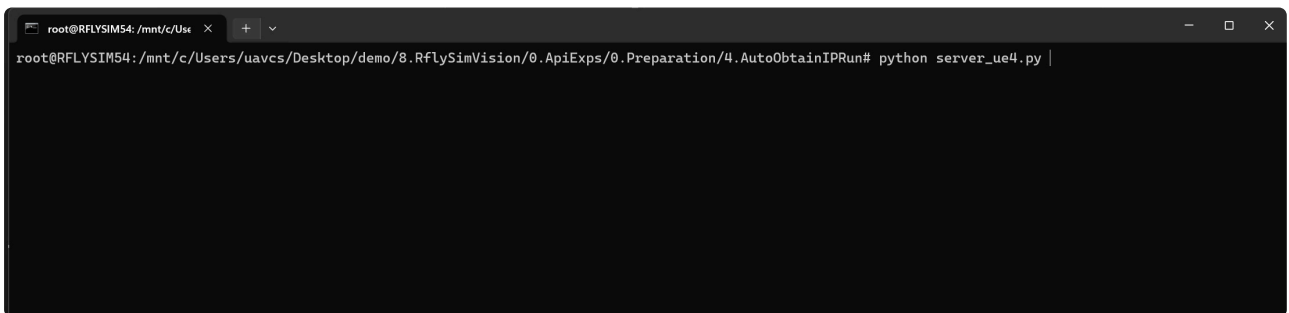 root@RFLYSIM54: /mnt/c/Use
root@RFLYSIM54:/mnt/c/Users/uavcs/Desktop/demo/8.RflySimVision/0.ApiExps/0.Preparation/4.AutoObtainIPRun# python server_ue4.py